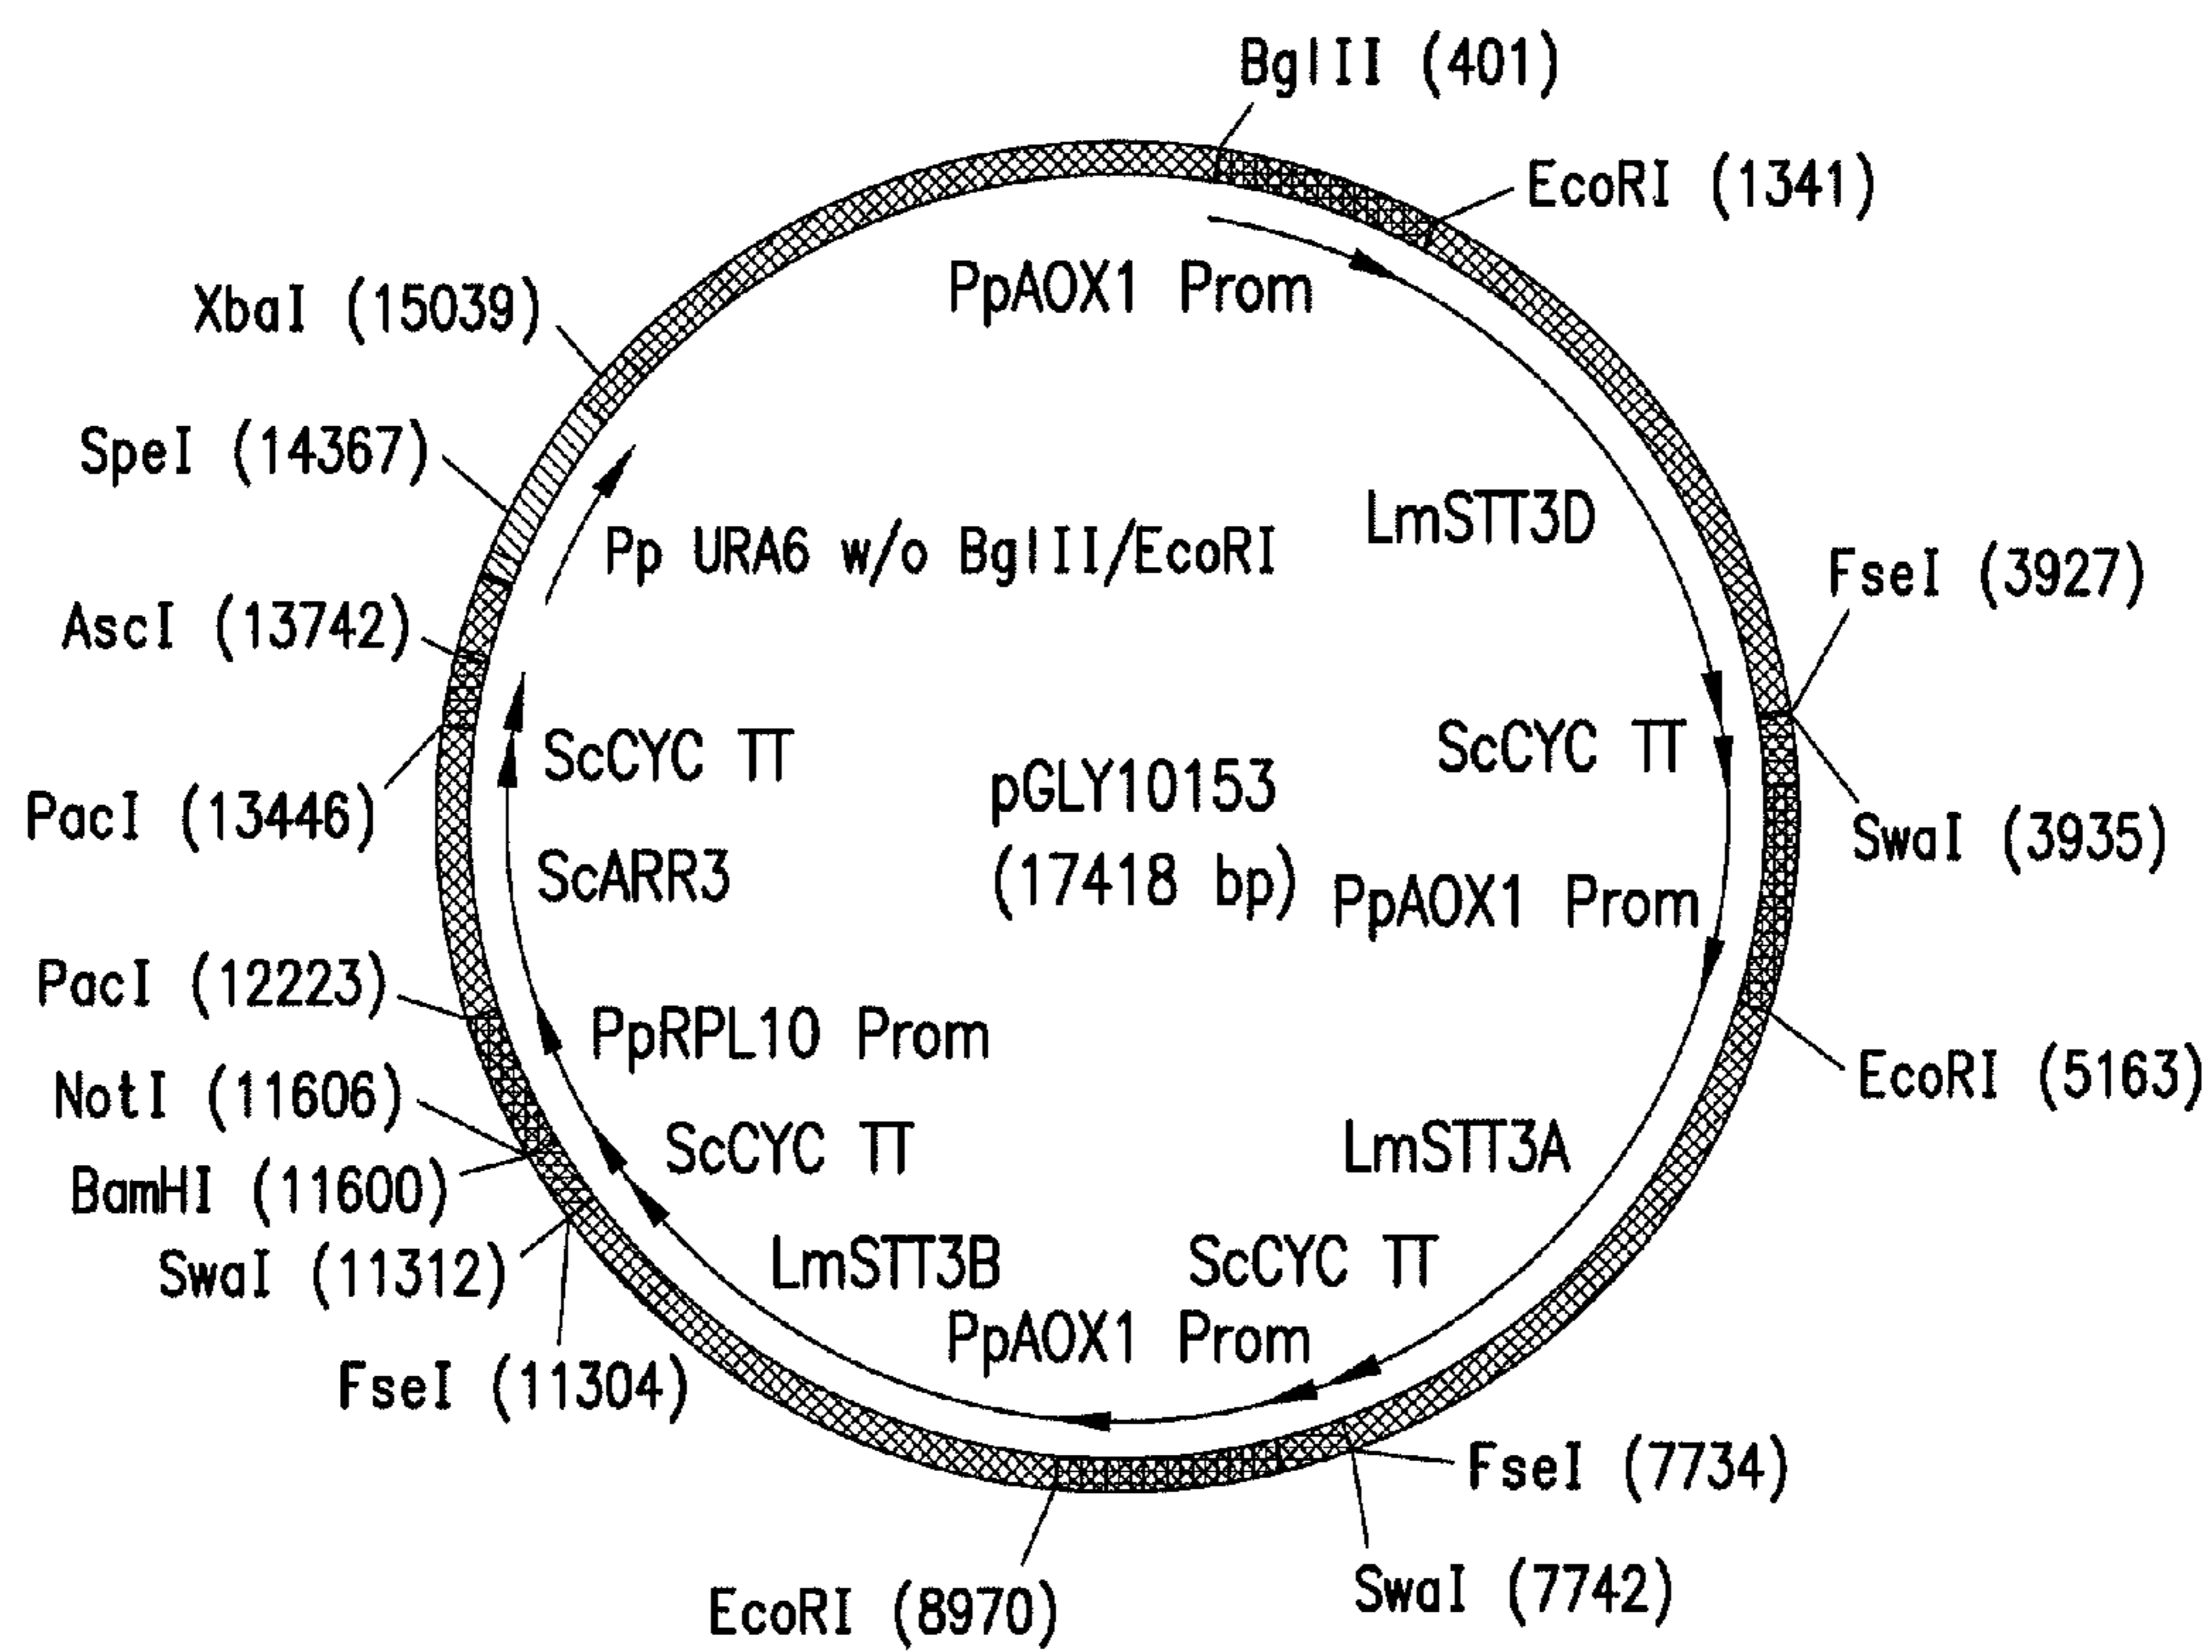 BglII (401)
EcoRI (1341)
PpAOX1 Prom
XbaI (15039)
SpeI (14367)
LmSTT3D
Pp URA6 w/o BglII/EcoRI
FseI (3927)
AscI (13742)
ScCYC TT
ScCYC TT
pGLY10153
(17418 bp)
PacI (13446)
SwaI (3935)
ScARR3
PpAOX1 Prom
PacI (12223)
PpRPL10 Prom
EcoRI (5163)
NotI (11606)
ScCYC TT
LmSTT3A
BamHI (11600)
SwaI (11312)
LmSTT3B
ScCYC TT
PpAOX1 Prom
FseI (11304)
FseI (7734)
SwaI (7742)
EcoRI (8970)